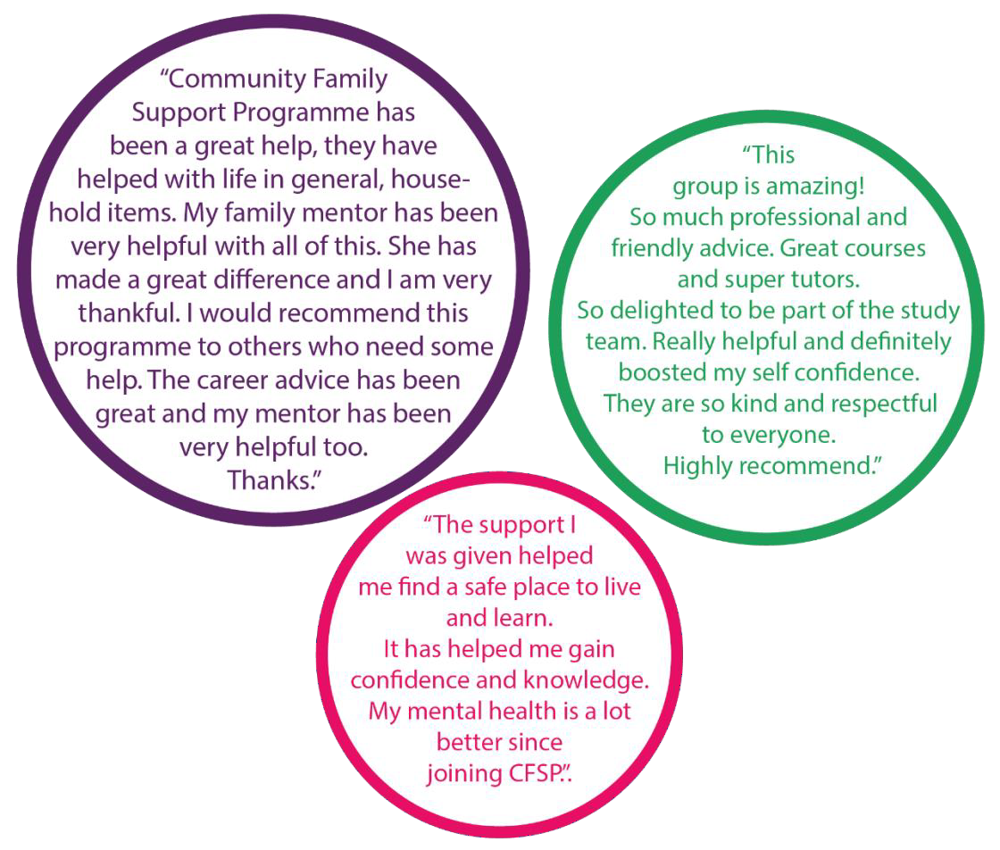 “Community Family
Support Programme has
been a great help, they have
helped with life in general, house-
hold items. My family mentor has been
very helpful with all of this. She has
made a great difference and I am very
thankful. I would recommend this
programme to others who need some
help. The career advice has been
great and my mentor has been
very helpful too.
Thanks.”
“This
group is amazing!
So much professional and
friendly advice. Great courses
and super tutors.
So delighted to be part of the study
team. Really helpful and definitely
boosted my self confidence.
They are so kind and respectful
to everyone.
Highly recommend.”
“The support I
was given helped
me find a safe place to live
and learn.
It has helped me gain
confidence and knowledge.
My mental health is a lot
better since
joining CFSP.”.